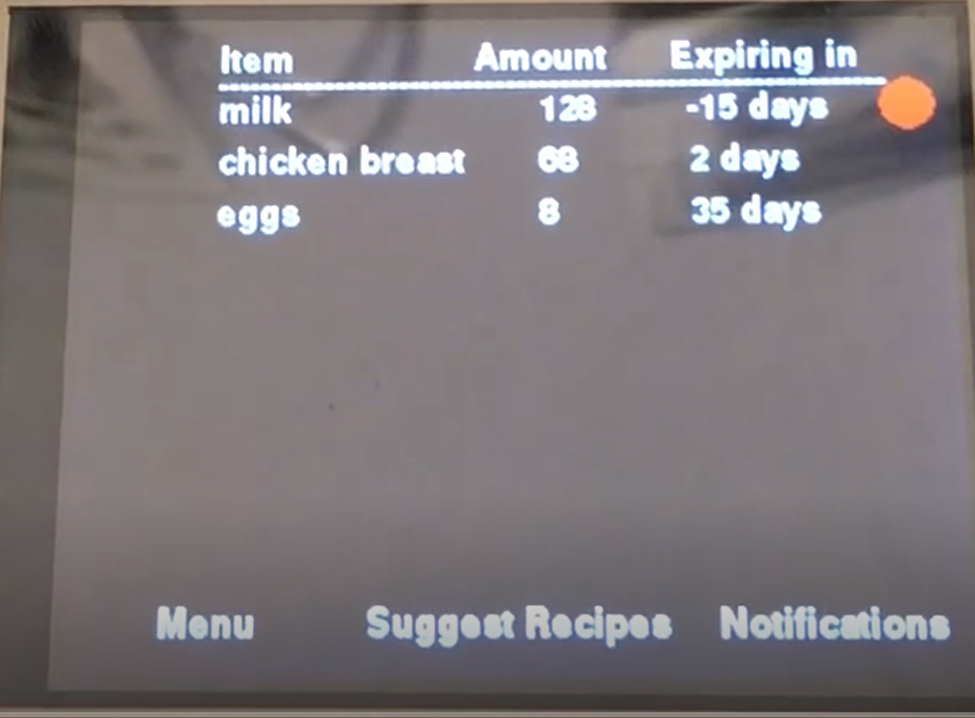 Item Amount Expiring in
milk 128 -15 days
chicken breast 68 2 days
eggs 8 35 days
Menu Suggest Recipes Notifications